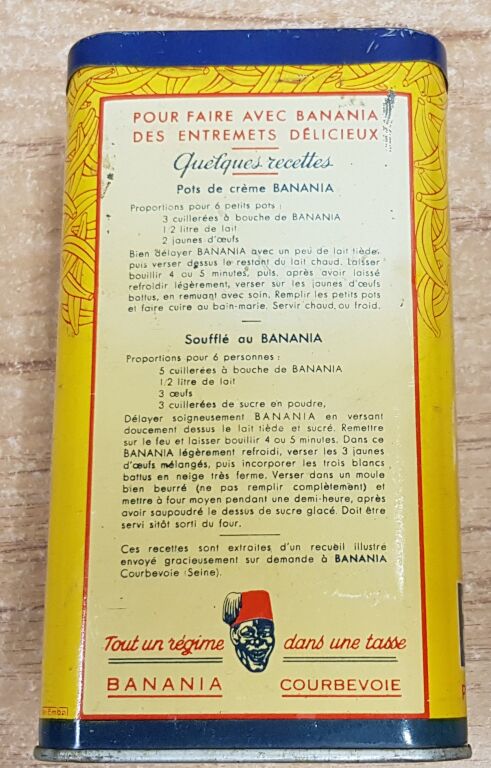 POUR FAIRE AVEC BANANIA
DES ENTREMETS DÉLICIEUX
Quelques recettes
Pots de crème BANANIA
Proportions pour 6 petits pots :
3 cuillerées à bouche de BANANIA
1/2 litre de lait
2 jaunes d'œufs
Bien délayer BANANIA avec un peu de lait tiède,
puis verser dessus le restant du lait chaud. Laisser
bouillir 4 ou 5 minutes, puis, après avoir laissé
refroidir légèrement, verser sur les jaunes d'œufs
battus, en remuant avec soin. Remplir les petits pots
et faire cuire au bain-marie. Servir chaud, ou froid.
Soufflé au BANANIA
Proportions pour 6 personnes :
5 cuillerées à bouche de BANANIA
1/2 litre de lait
3 œufs
3 cuillerées de sucre en poudre,
Délayer soigneusement BANANIA en versant
doucement dessus le lait tiède et sucré. Remettre
sur le feu et laisser bouillir 4 ou 5 minutes. Dans ce
BANANIA légèrement refroidi, verser les 3 jaunes
d'œufs mélangés, puis incorporer les trois blancs
battus en neige très ferme. Verser dans un moule
bien beurré (ne pas remplir complètement) et
mettre à four moyen pendant une demi-heure, après
avoir saupoudré le dessus de sucre glacé. Doit être
servi sitôt sorti du four.
Ces recettes sont extraites d'un recueil illustré
envoyé gracieusement sur demande à BANANIA
Courbevoie (Seine).
Tout un régime dans une tasse
BANANIA COURBEVOIE